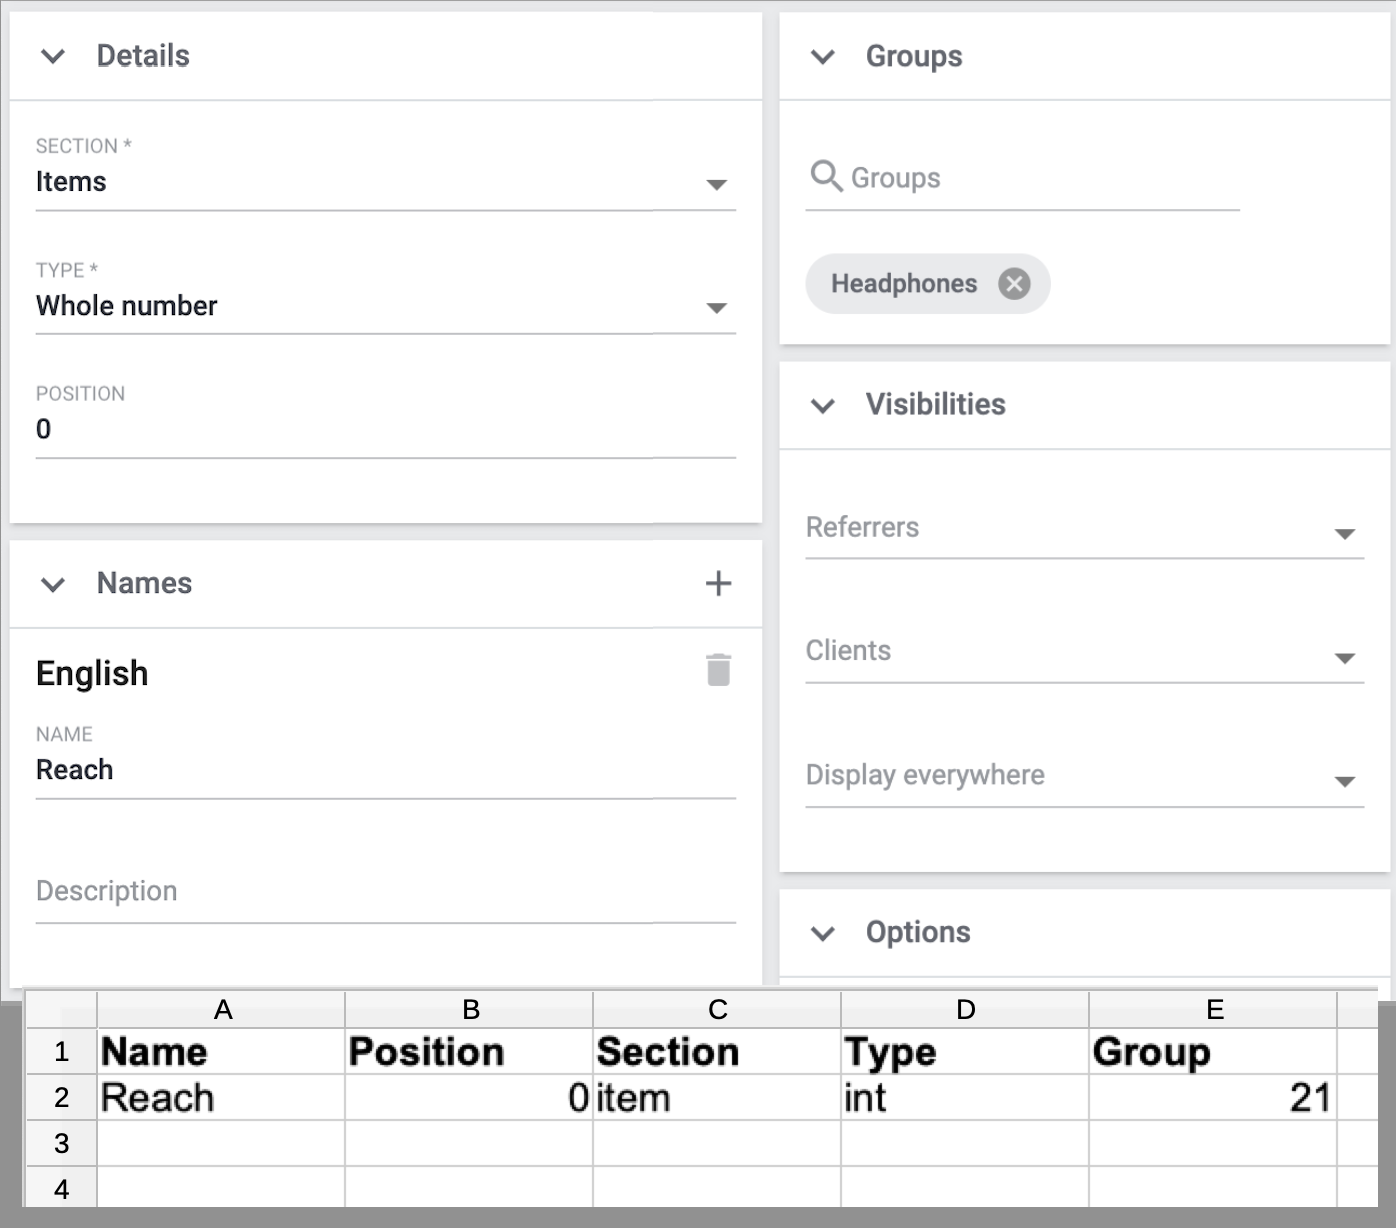 Details
SECTION *
Items
TYPE *
Whole number
POSITION
0
Names
English
NAME
Reach
Description
Groups
Groups
Headphones
Visibilities
Referrers
Clients
Display everywhere
Options
A B C D E
1 Name Position Section Type Group
2 Reach 0 item int 21
3
4